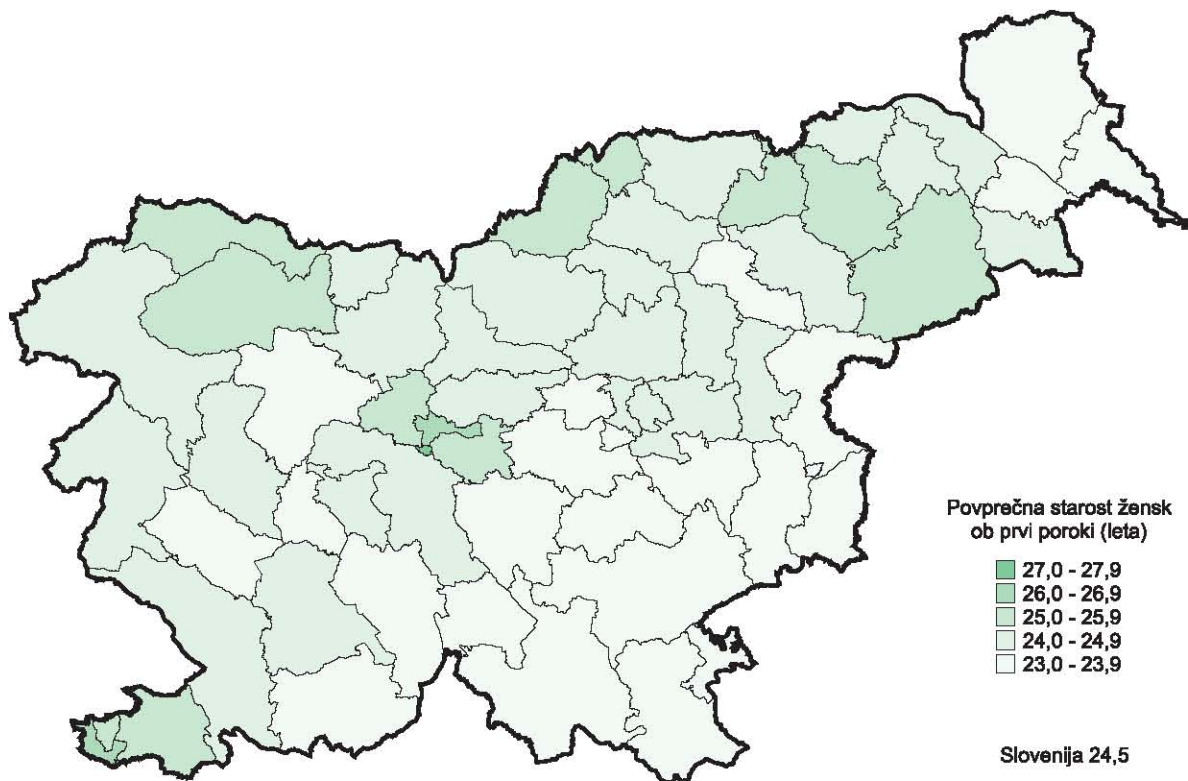 Povprečna starost žensk
ob prvi poroki (leta)
27,0 - 27,9
26,0 - 26,9
25,0 - 25,9
24,0 - 24,9
23,0 - 23,9
Slovenija 24,5